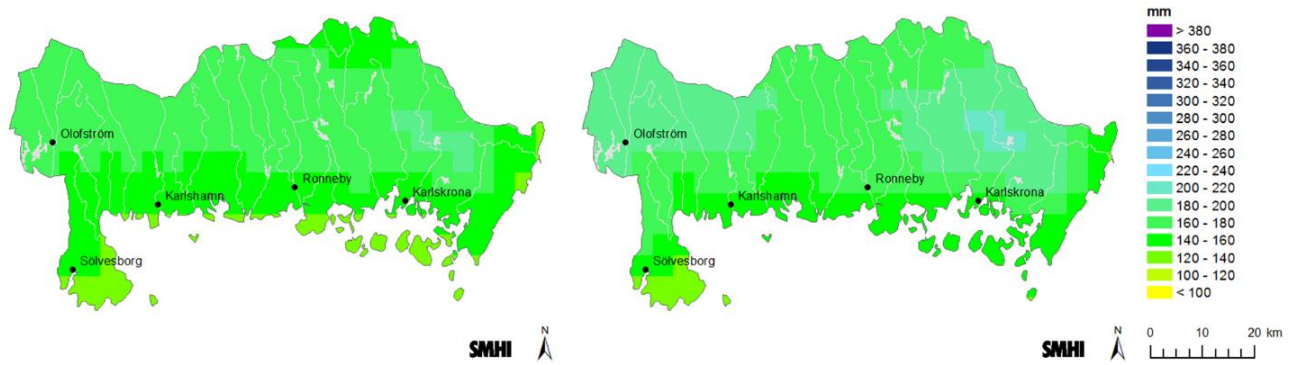 Olofström
Karlshamn
Ronneby
Karlskrona
Sölvesborg
SMHI
N
Olofström
Karlshamn
Ronneby
Karlskrona
Sölvesborg
SMHI
N
mm
> 380
360 - 380
340 - 360
320 - 340
300 - 320
280 - 300
260 - 280
240 - 260
220 - 240
200 - 220
180 - 200
160 - 180
140 - 160
120 - 140
100 - 120
< 100
0 10 20 km